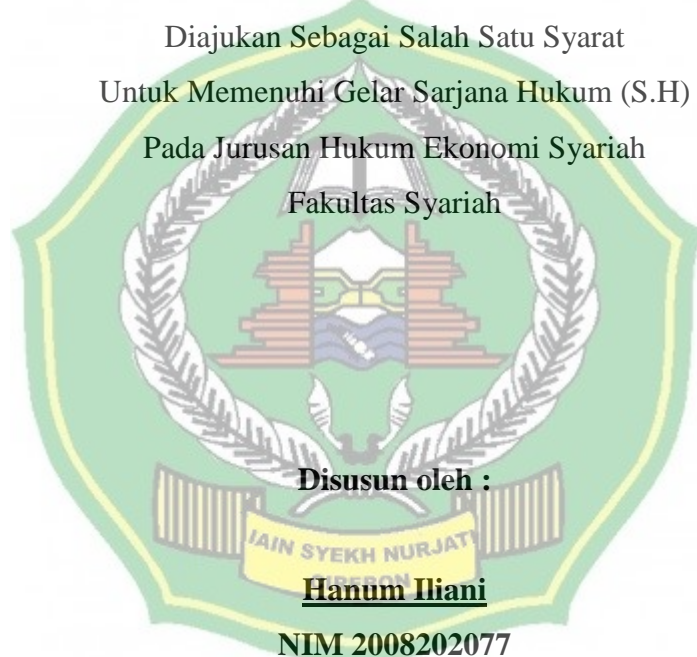 Diajukan Sebagai Salah Satu Syarat
Untuk Memenuhi Gelar Sarjana Hukum (S.H)
Pada Jurusan Hukum Ekonomi Syariah
Fakultas Syariah
Disusun oleh :
IAIN SYEKH NURJATI
CIREBON
Hanum Iliani
NIM 2008202077